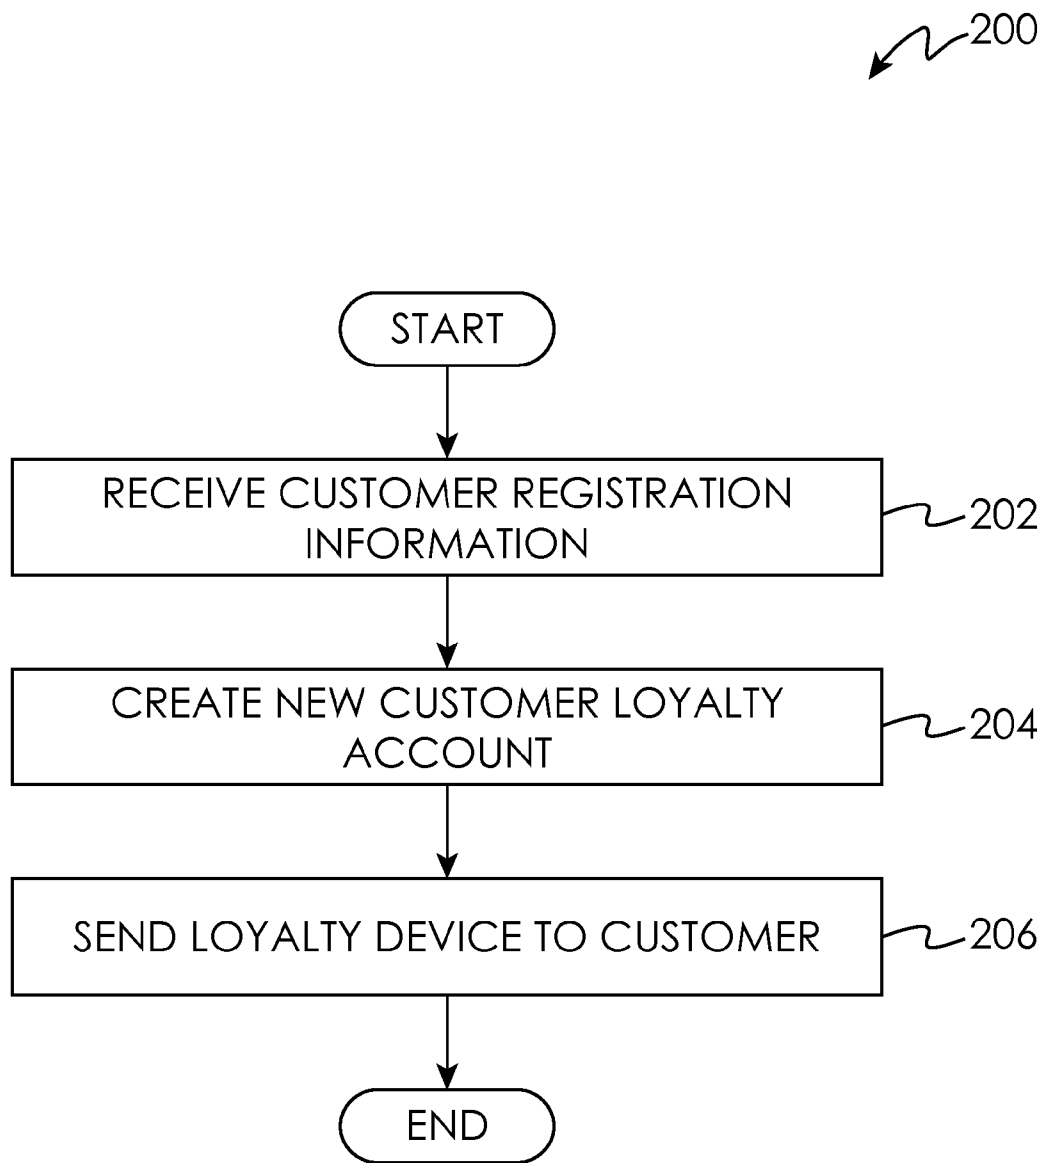 200
START
RECEIVE CUSTOMER REGISTRATION
INFORMATION
202
CREATE NEW CUSTOMER LOYALTY
ACCOUNT
204
SEND LOYALTY DEVICE TO CUSTOMER
206
END